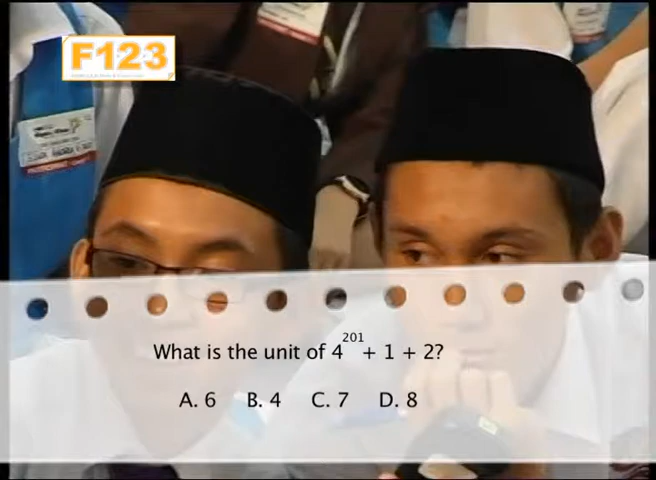 F123
What is the unit of 4²⁰¹ + 1 + 2?
A. 6 B. 4 C. 7 D. 8